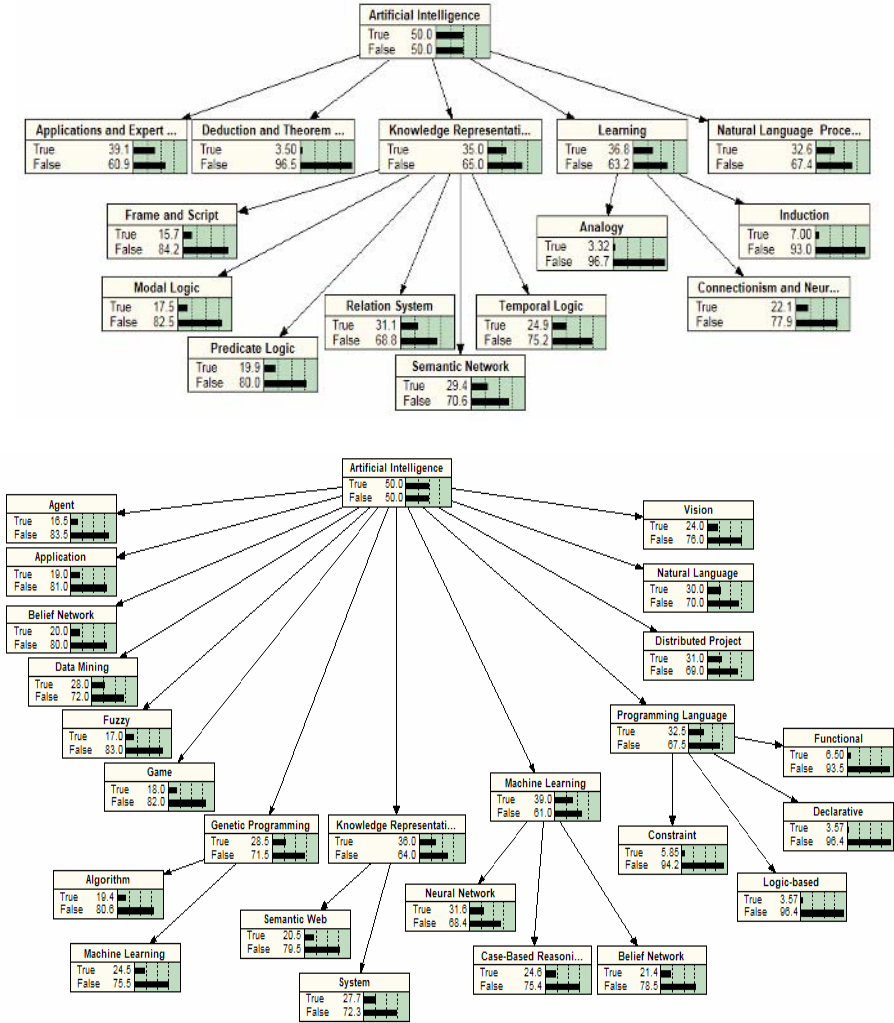 Artificial Intelligence
True 50.0
False 50.0
Applications and Expert ...
True 39.1
False 60.9
Deduction and Theorem ...
True 3.50
False 96.5
Knowledge Representati...
True 35.0
False 65.0
Learning
True 36.8
False 63.2
Natural Language Proce...
True 32.6
False 67.4
Frame and Script
True 15.7
False 84.2
Analogy
True 3.32
False 96.7
Induction
True 7.00
False 93.0
Modal Logic
True 17.5
False 82.5
Relation System
True 31.1
False 68.8
Temporal Logic
True 24.9
False 75.2
Connectionism and Neur...
True 22.1
False 77.9
Predicate Logic
True 19.9
False 80.0
Semantic Network
True 29.4
False 70.6
Artificial Intelligence
True 50.0
False 50.0
Agent
True 16.5
False 83.5
Vision
True 24.0
False 76.0
Application
True 19.0
False 81.0
Natural Language
True 30.0
False 70.0
Belief Network
True 20.0
False 80.0
Distributed Project
True 31.0
False 69.0
Data Mining
True 28.0
False 72.0
Fuzzy
True 17.0
False 83.0
Programming Language
True 32.5
False 67.5
Functional
True 6.50
False 93.5
Game
True 18.0
False 82.0
Machine Learning
True 39.0
False 61.0
Declarative
True 3.57
False 96.4
Genetic Programming
True 28.5
False 71.5
Knowledge Representati...
True 36.0
False 64.0
Constraint
True 5.85
False 94.2
Algorithm
True 19.4
False 80.6
Logic-based
True 3.57
False 96.4
Neural Network
True 31.6
False 68.4
Semantic Web
True 20.5
False 79.5
Machine Learning
True 24.5
False 75.5
Case-Based Reasoni...
True 24.6
False 75.4
Belief Network
True 21.4
False 78.5
System
True 27.7
False 72.3